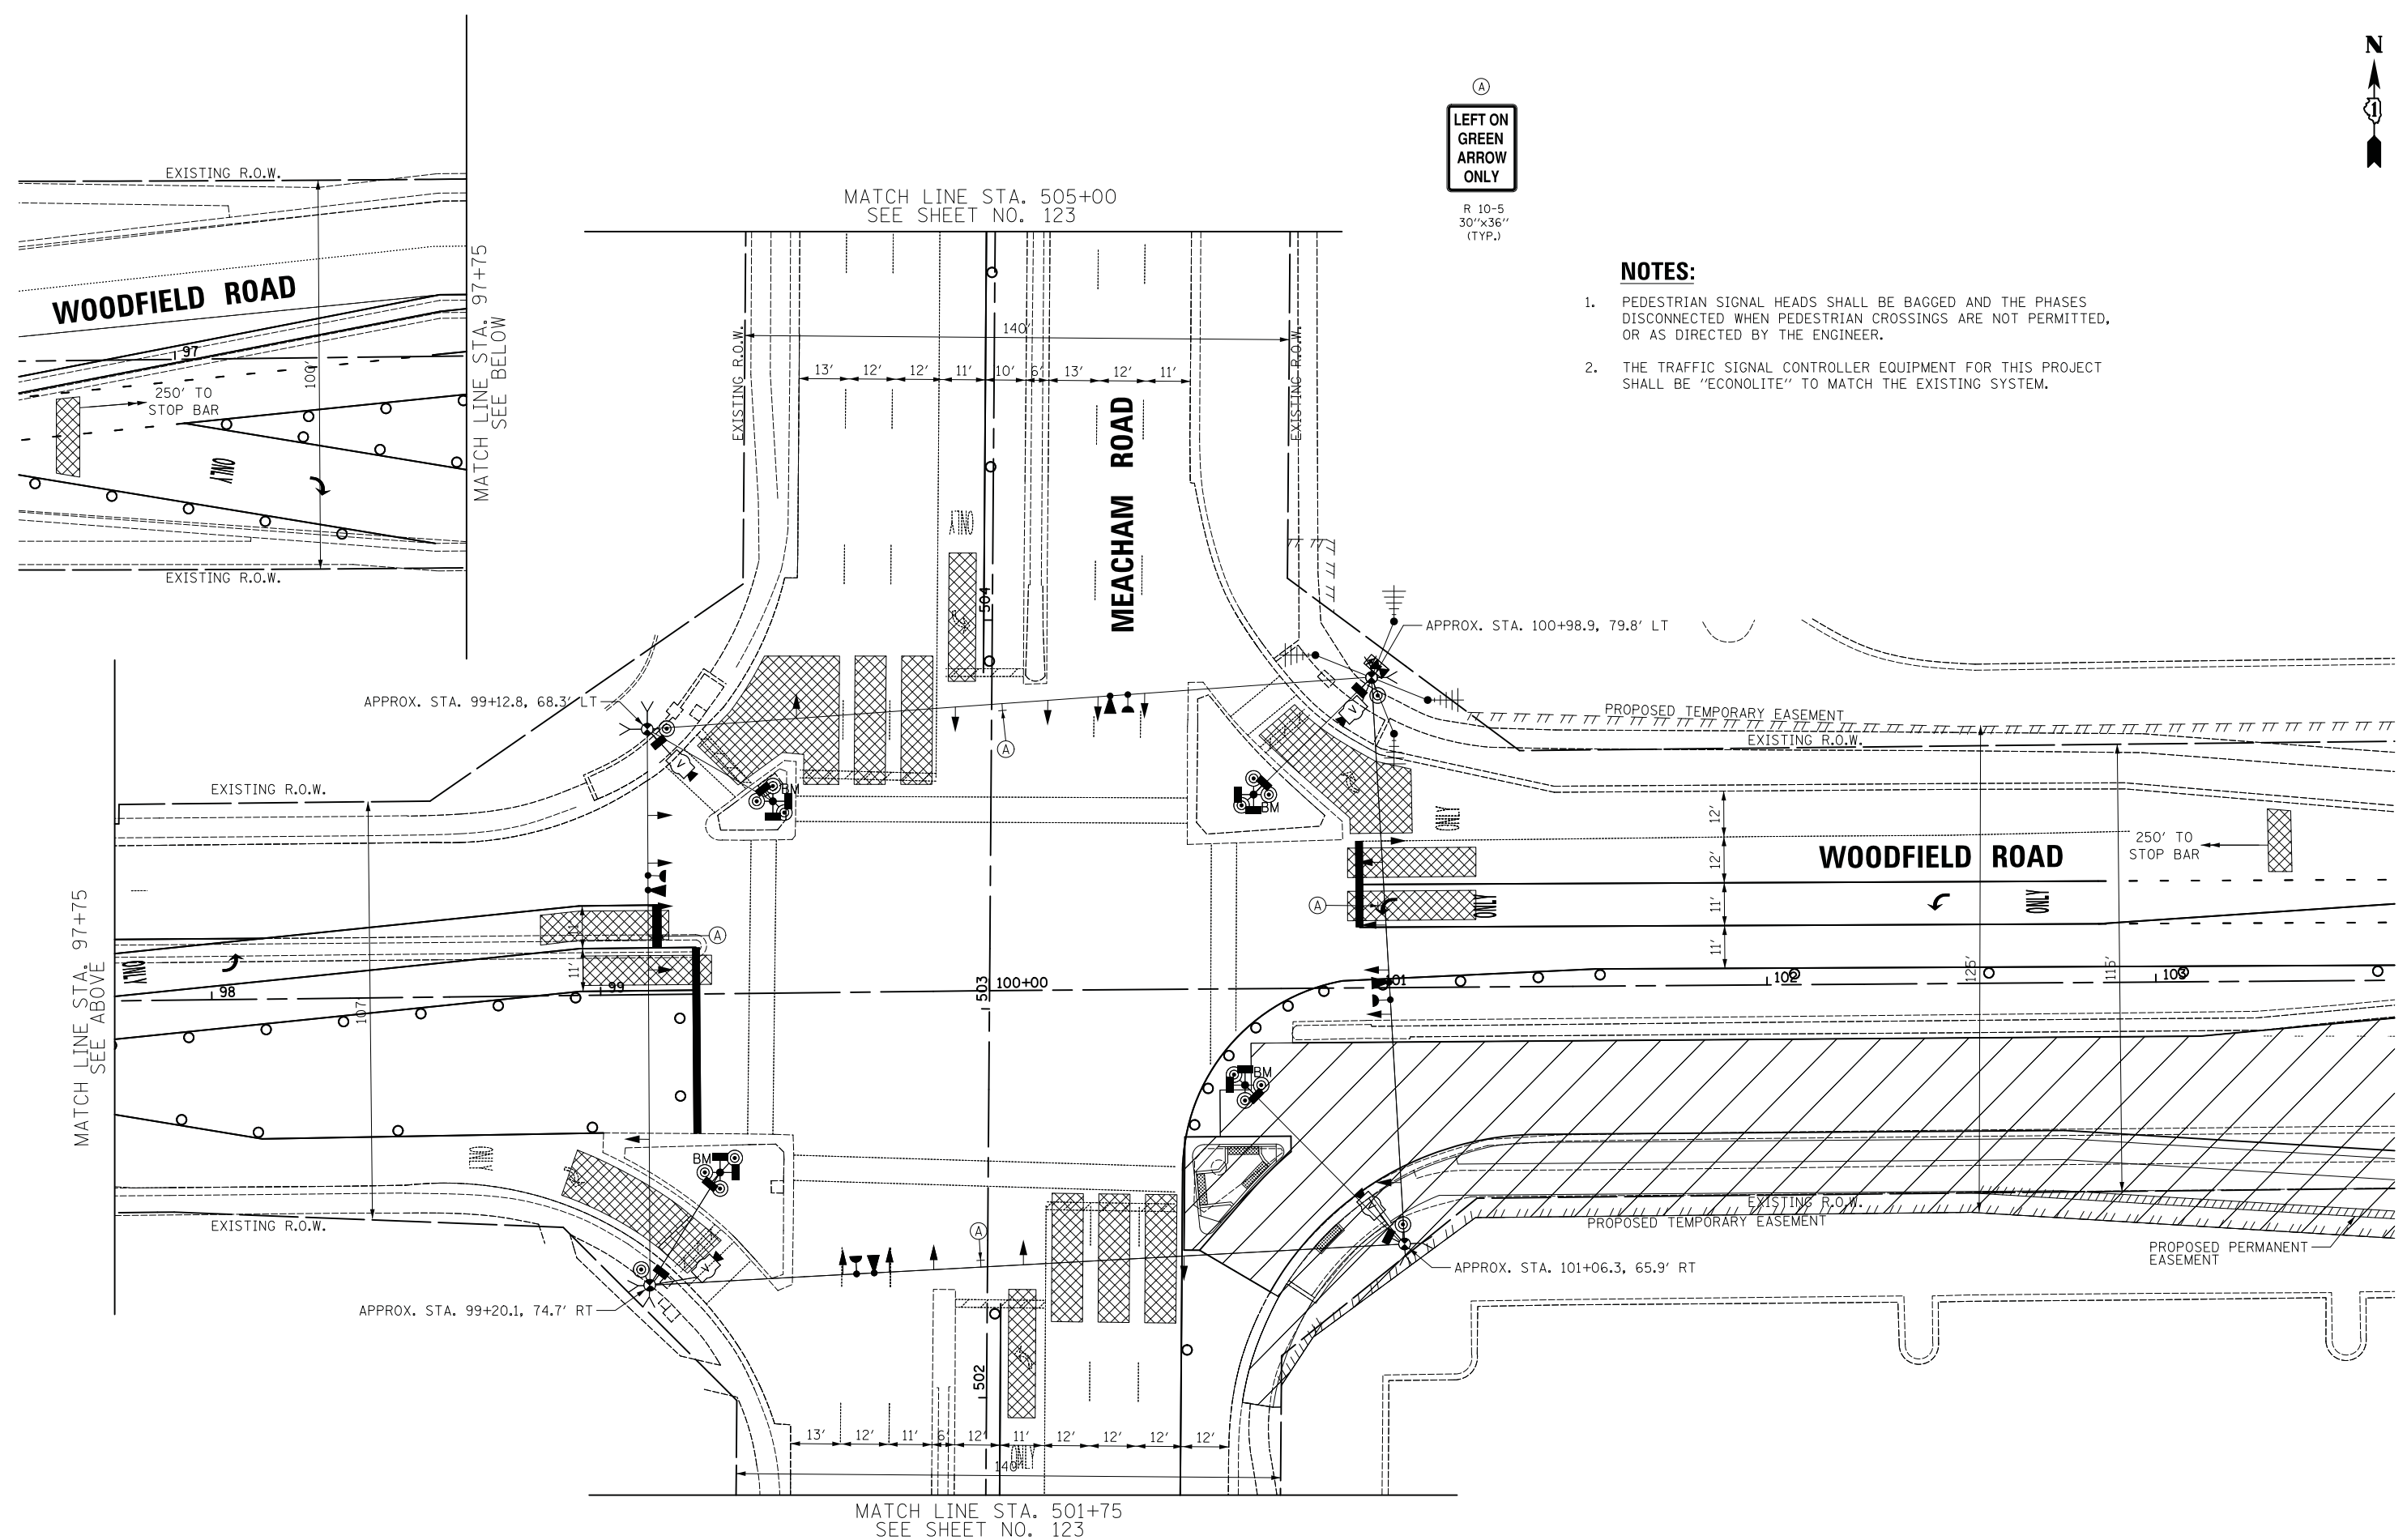 N
1
A
LEFT ON
GREEN
ARROW
ONLY
R 10-5
30"x36"
(TYP.)
NOTES:
1. PEDESTRIAN SIGNAL HEADS SHALL BE BAGGED AND THE PHASES
DISCONNECTED WHEN PEDESTRIAN CROSSINGS ARE NOT PERMITTED,
OR AS DIRECTED BY THE ENGINEER.
2. THE TRAFFIC SIGNAL CONTROLLER EQUIPMENT FOR THIS PROJECT
SHALL BE "ECONOLITE" TO MATCH THE EXISTING SYSTEM.
EXISTING R.O.W.
WOODFIELD ROAD
97
100'
250' TO
STOP BAR
ONLY
EXISTING R.O.W.
MATCH LINE STA. 97+75
SEE BELOW
MATCH LINE STA. 505+00
SEE SHEET NO. 123
EXISTING R.O.W.
140'
EXISTING R.O.W.
13' 12' 12' 11' 10' 6' 13' 12' 11'
MEACHAM ROAD
ONLY
504
APPROX. STA. 100+98.9, 79.8' LT
APPROX. STA. 99+12.8, 68.3' LT
PROPOSED TEMPORARY EASEMENT
EXISTING R.O.W.
A
V
V
BM
BM
EXISTING R.O.W.
ONLY
12'
12'
11'
11'
WOODFIELD ROAD
250' TO
STOP BAR
ONLY
ONLY
A
A
MATCH LINE STA. 97+75
SEE ABOVE
ONLY
11'
11'
98
99
107'
503
100+00
101
102
103
125'
115'
BM
BM
ONLY
V
EXISTING R.O.W.
EXISTING R.O.W.
PROPOSED TEMPORARY EASEMENT
PROPOSED PERMANENT
EASEMENT
A
APPROX. STA. 101+06.3, 65.9' RT
APPROX. STA. 99+20.1, 74.7' RT
502
13' 12' 11' 6' 12' 11' 12' 12' 12' 12'
ONLY
140'
MATCH LINE STA. 501+75
SEE SHEET NO. 123